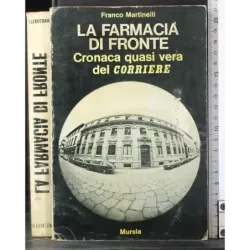 Franco Martinelli
LA FARMACIA
DI FRONTE
Cronaca quasi vera
del CORRIERE
Mursia
LA FARMACIA DI FRONTE